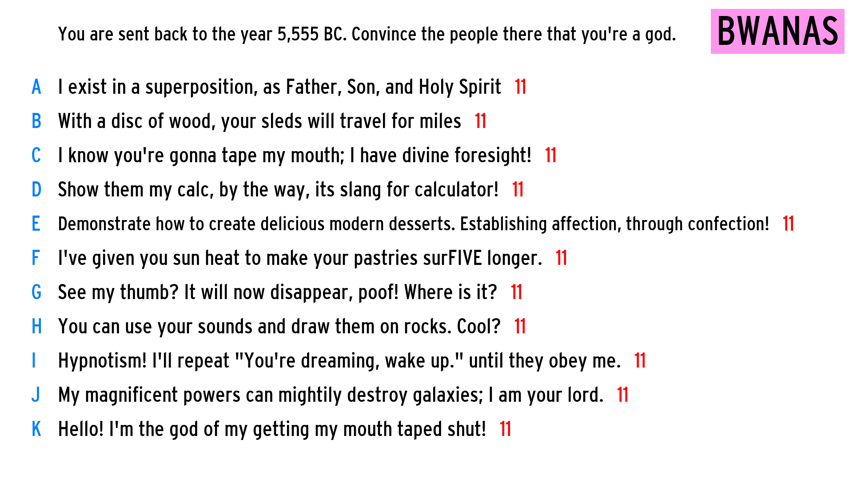 You are sent back to the year 5,555 BC. Convince the people there that you're a god. BWANAS
A I exist in a superposition, as Father, Son, and Holy Spirit 11
B With a disc of wood, your sleds will travel for miles 11
C I know you're gonna tape my mouth; I have divine foresight! 11
D Show them my calc, by the way, its slang for calculator! 11
E Demonstrate how to create delicious modern desserts. Establishing affection, through confection! 11
F I've given you sun heat to make your pastries surFIVE longer. 11
G See my thumb? It will now disappear, poof! Where is it? 11
H You can use your sounds and draw them on rocks. Cool? 11
I Hypnotism! I'll repeat "You're dreaming, wake up." until they obey me. 11
J My magnificent powers can mightily destroy galaxies; I am your lord. 11
K Hello! I'm the god of my getting my mouth taped shut! 11